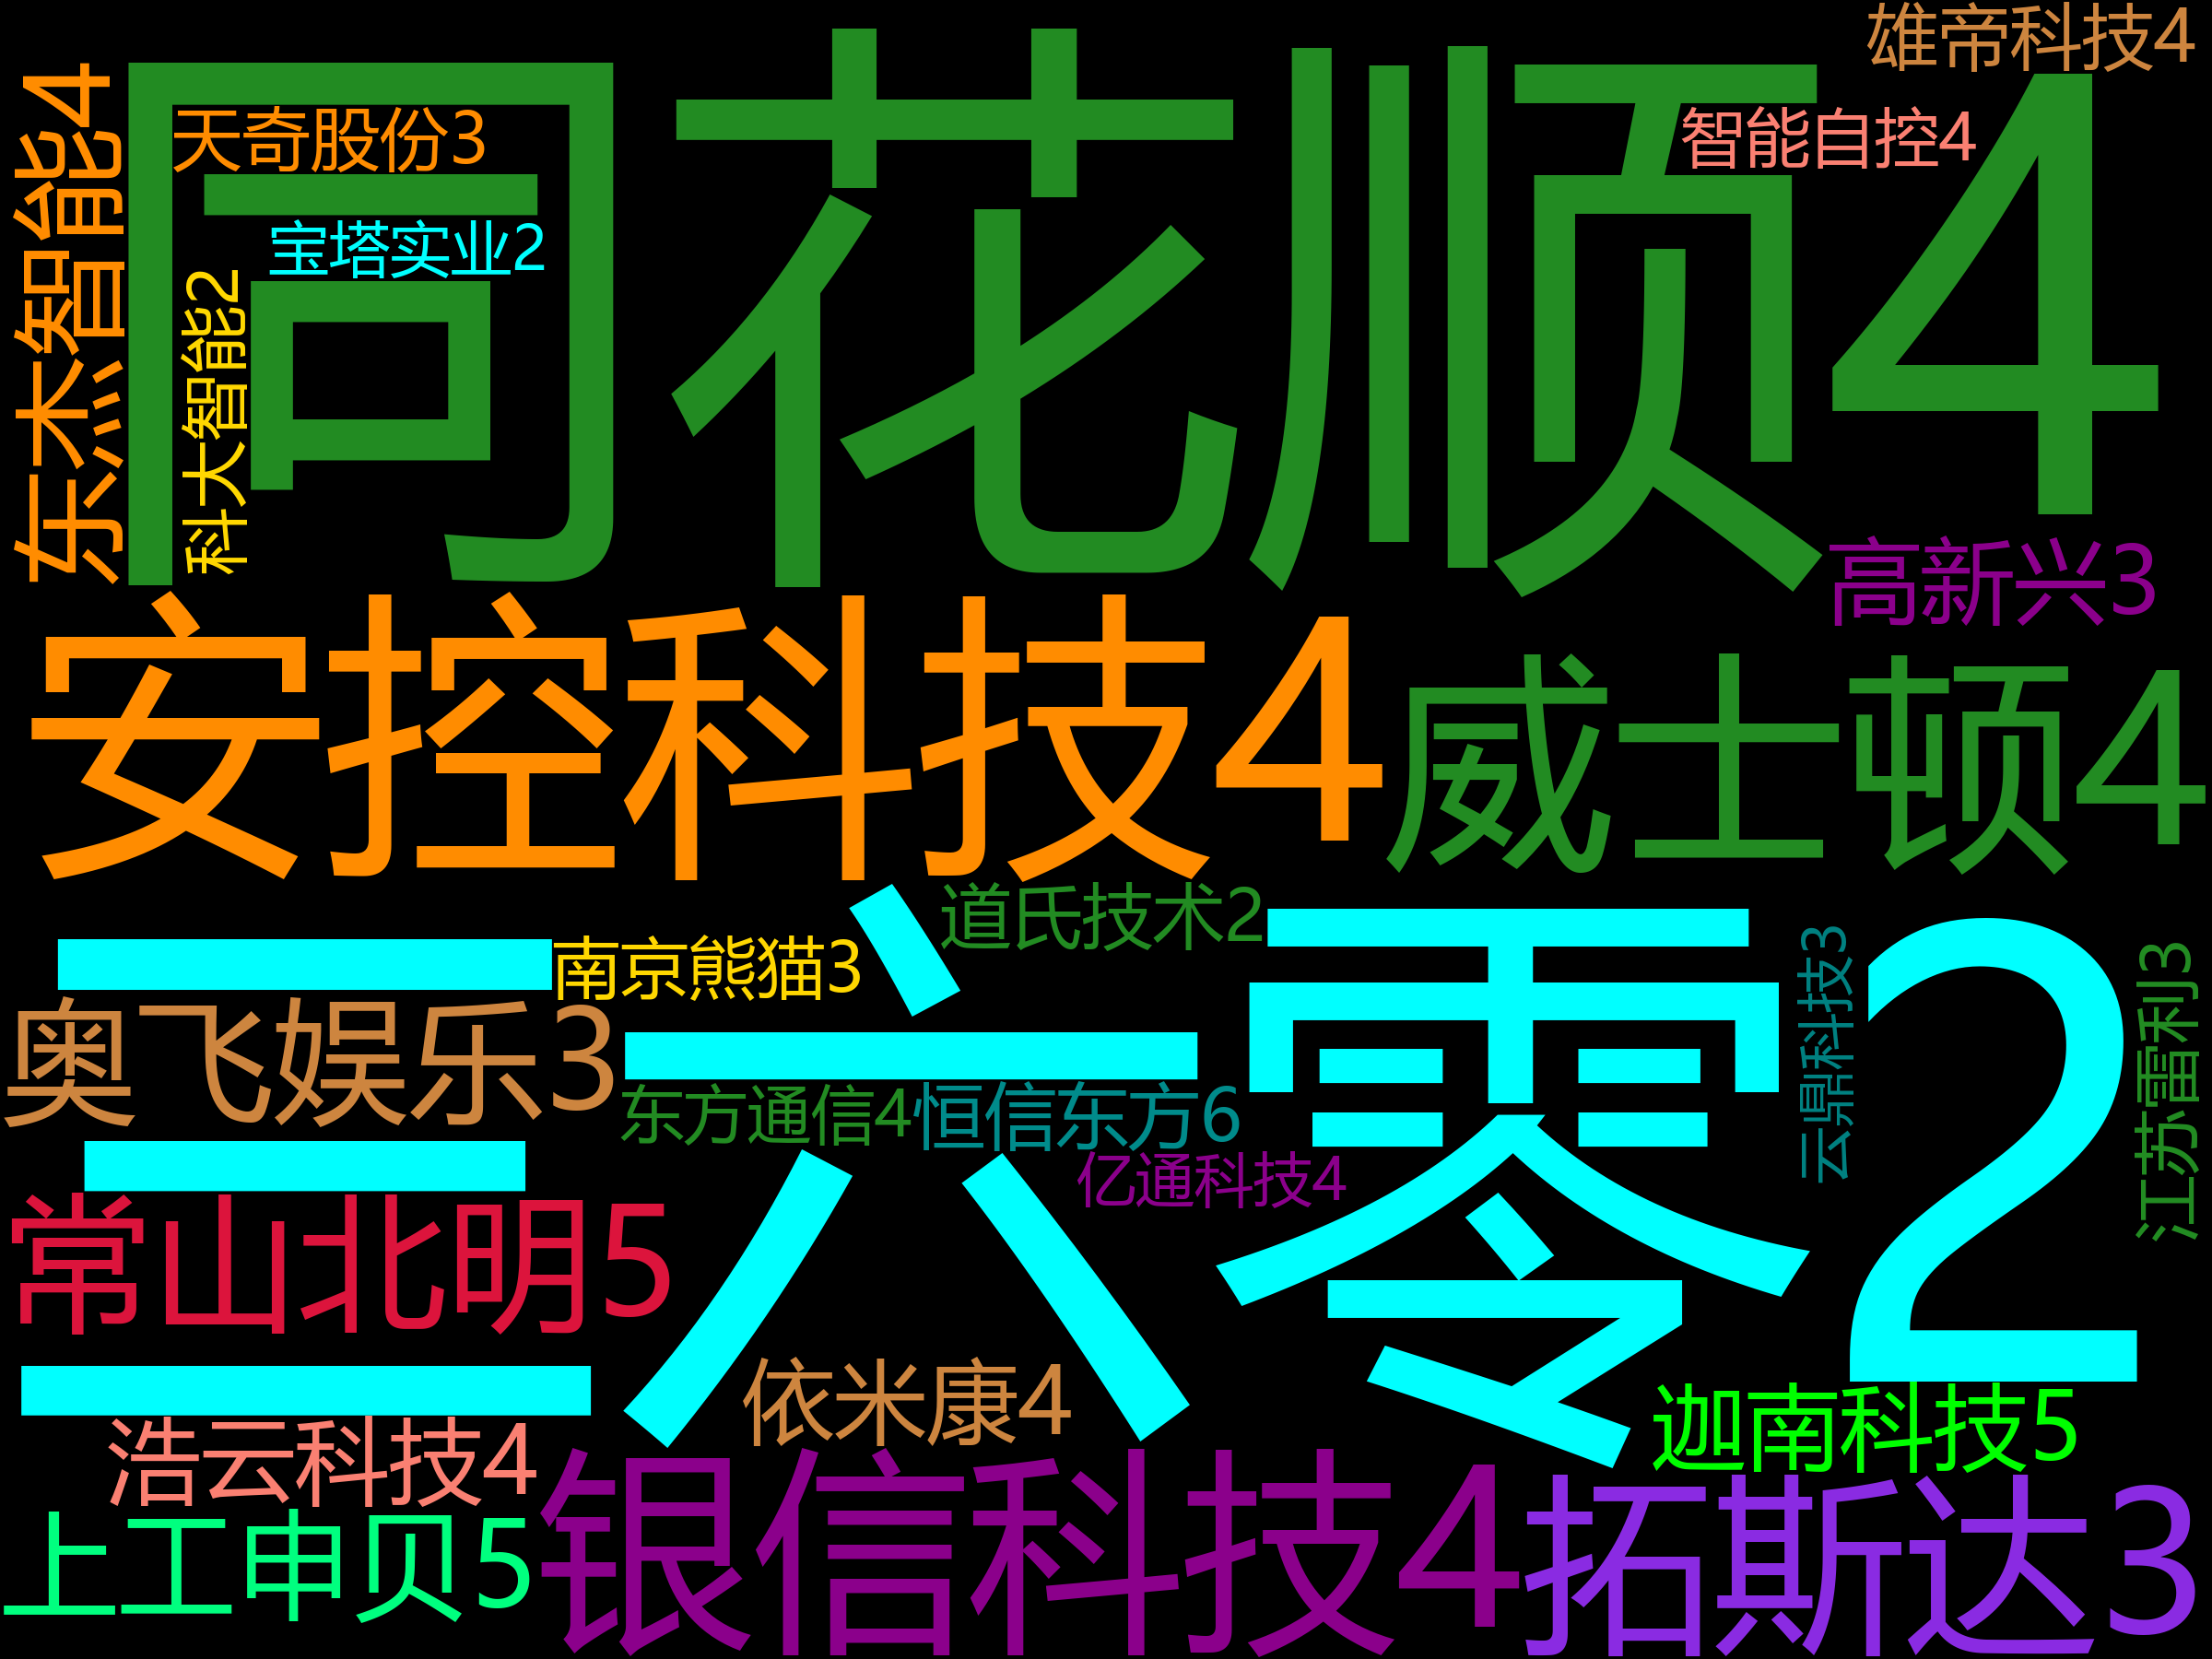 雄帝科技4
同花顺4
东杰智能4
天奇股份3
智能自控4
宝塔实业2
科大智能2
高新兴3
安控科技4
威士顿4
道氏技术2
三六零2
南京熊猫3
奥飞娱乐3
云鼎科技3
江苏雷利3
东方通信4
恒信东方6
亿通科技4
常山北明5
依米康4
迦南科技5
浩云科技4
银信科技4
拓斯达3
上工申贝5